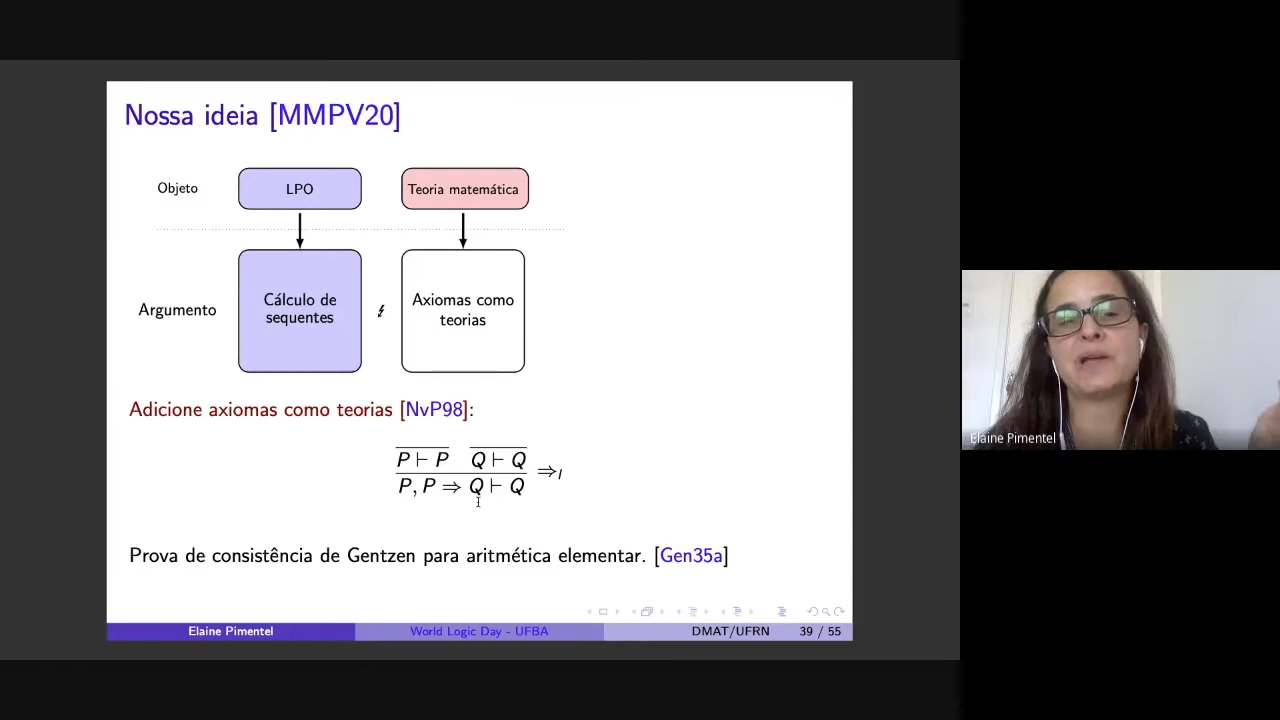 Nossa ideia [MMPV20]
Objeto
LPO
Teoria matemática
Argumento
Cálculo de
sequentes
Axiomas como
teorias
Adicione axiomas como teorias [NvP98]:
P ⊢ P Q ⊢ Q
P, P ⇒ Q ⊢ Q ⇒l
Prova de consistência de Gentzen para aritmética elementar. [Gen35a]
Elaine Pimentel
World Logic Day - UFBA
DMAT/UFRN 39 / 55
Elaine Pimentel